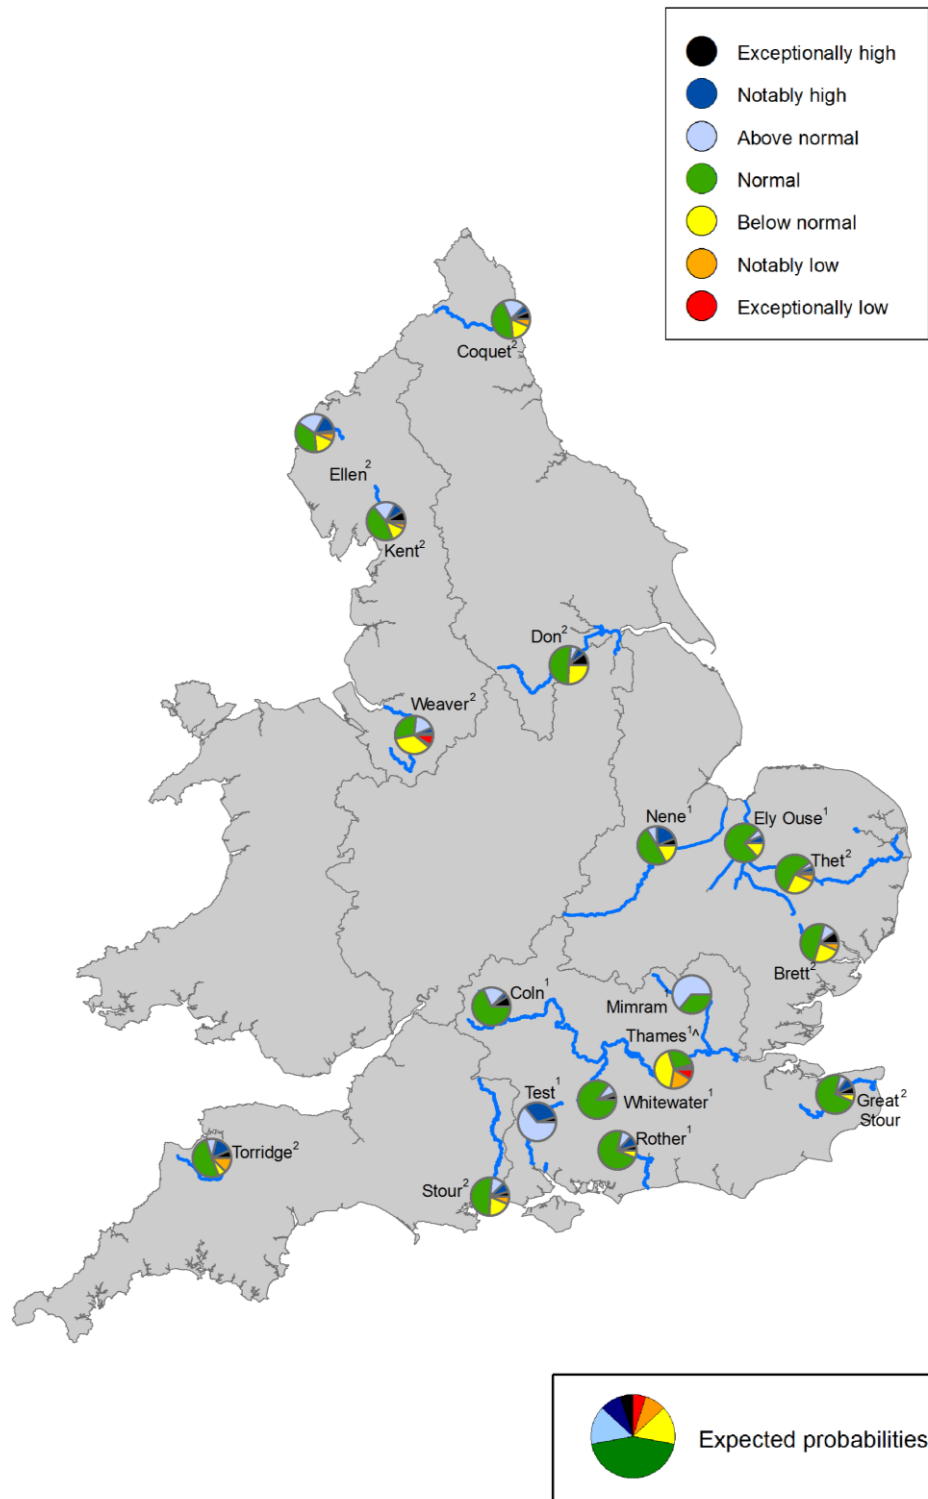 Exceptionally high
Notably high
Above normal
Normal
Below normal
Notably low
Exceptionally low
Coquet²
Ellen²
Kent²
Don²
Weaver²
Nene¹
Ely Ouse¹
Thet²
Brett²
Coln¹
Mimram¹
Thames¹^
Test¹
Whitewater¹
Great²
Stour
Rother¹
Torridge²
Stour²
Expected probabilities